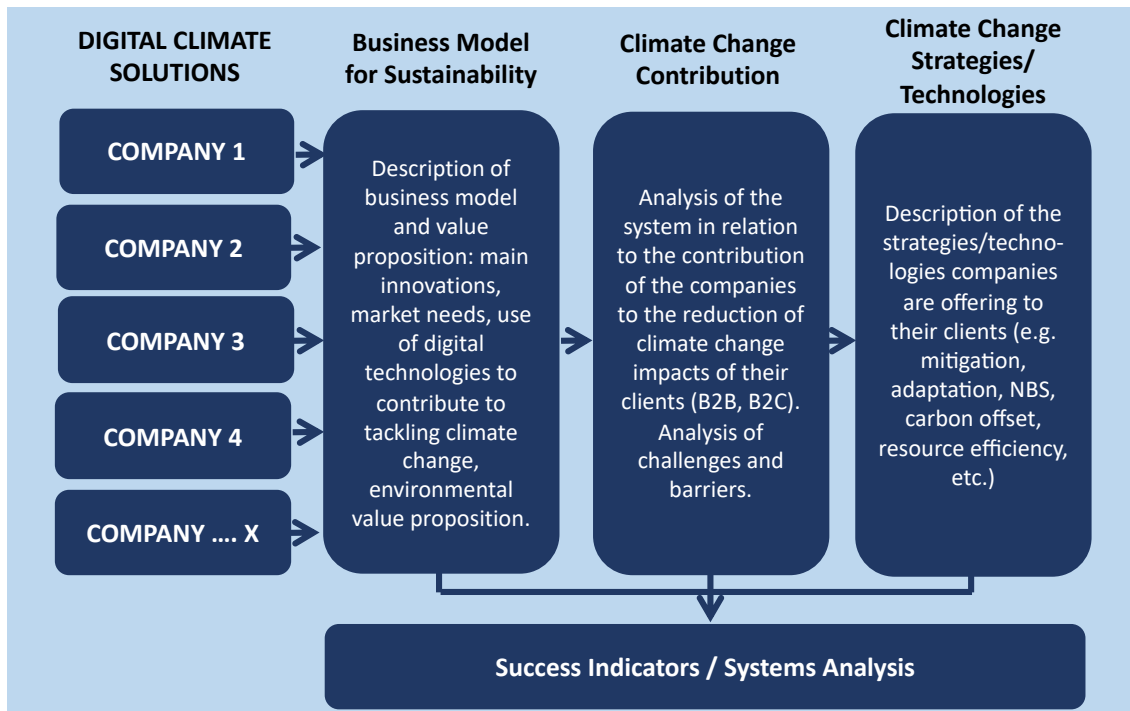 DIGITAL CLIMATE
SOLUTIONS
COMPANY 1
COMPANY 2
COMPANY 3
COMPANY 4
COMPANY .... X
Business Model
for Sustainability
Description of
business model
and value
proposition: main
innovations,
market needs, use
of digital
technologies to
contribute to
tackling climate
change,
environmental
value proposition.
Climate Change
Contribution
Analysis of the
system in relation
to the contribution
of the companies
to the reduction of
climate change
impacts of their
clients (B2B, B2C).
Analysis of
challenges and
barriers.
Climate Change
Strategies/
Technologies
Description of the
strategies/techno-
logies companies
are offering to
their clients (e.g.
mitigation,
adaptation, NBS,
carbon offset,
resource efficiency,
etc.)
Success Indicators / Systems Analysis